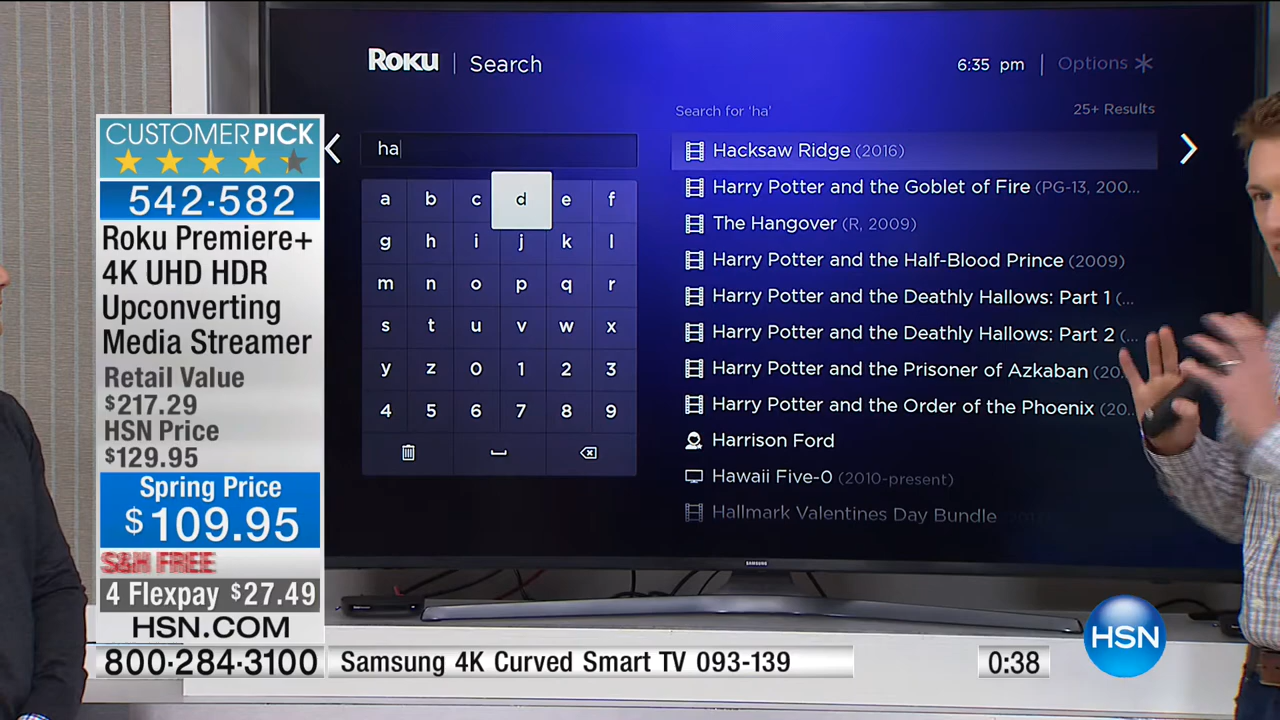 CUSTOMER PICK
542-582
Roku Premiere+
4K UHD HDR
Upconverting
Media Streamer
Retail Value
$217.29
HSN Price
$129.95
Spring Price
$109.95
S&H FREE
4 Flexpay $27.49
HSN.COM
800-284-3100
Samsung 4K Curved Smart TV 093-139
0:38
HSN
ROKU | Search
6:35 pm | Options
Search for 'ha'
25+ Results
ha
a b c d e f
g h i j k l
m n o p q r
s t u v w x
y z 0 1 2 3
4 5 6 7 8 9
Hacksaw Ridge (2016)
Harry Potter and the Goblet of Fire (PG-13, 200...
The Hangover (R, 2009)
Harry Potter and the Half-Blood Prince (2009)
Harry Potter and the Deathly Hallows: Part 1 (...
Harry Potter and the Deathly Hallows: Part 2 (...
Harry Potter and the Prisoner of Azkaban (20...
Harry Potter and the Order of the Phoenix (20...
Harrison Ford
Hawaii Five-0 (2010-present)
Hallmark Valentines Day Bundle
SAMSUNG